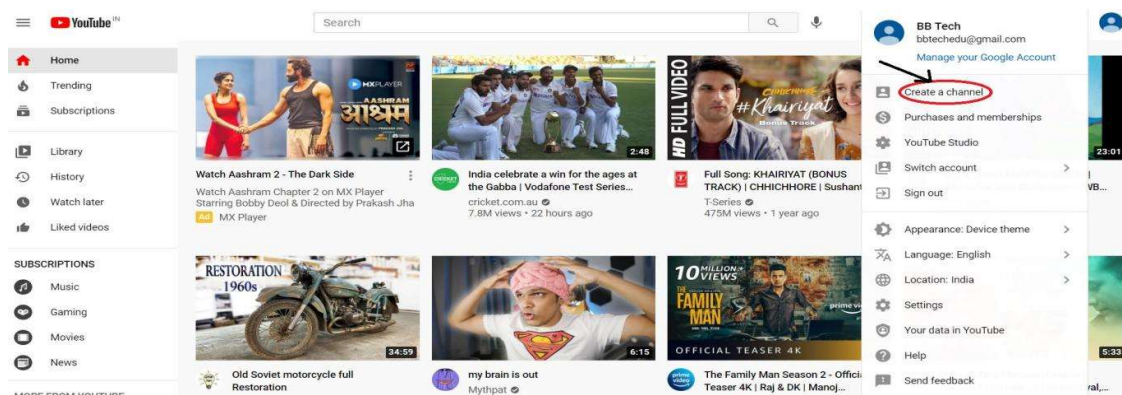 YouTube IN
Search
Home
Trending
Subscriptions
Library
History
Watch later
Liked videos
SUBSCRIPTIONS
Music
Gaming
Movies
News
MXPLAYER
AASHRAM
आश्रम
Watch Aashram 2 - The Dark Side
Watch Aashram Chapter 2 on MX Player
Starring Bobby Deol & Directed by Prakash Jha
Ad MX Player
2:48
India celebrate a win for the ages at
the Gabba | Vodafone Test Series...
cricket.com.au
7.8M views • 22 hours ago
HD FULL VIDEO
CHHICHHORE
#Khairiyat
Bonus Track
Full Song: KHAIRIYAT (BONUS
TRACK) | CHHICHHORE | Sushant
T-Series
475M views • 1 year ago
RESTORATION
1960s
34:59
Old Soviet motorcycle full
Restoration
6:15
my brain is out
Mythpat
10 MILLION+
VIEWS
THE
FAMILY
MAN
OFFICIAL TEASER 4K
prime video
The Family Man Season 2 - Offici
Teaser 4K | Raj & DK | Manoj...
BB Tech
bbtechedu@gmail.com
Manage your Google Account
Create a channel
Purchases and memberships
YouTube Studio
Switch account
Sign out
Appearance: Device theme
Language: English
Location: India
Settings
Your data in YouTube
Help
Send feedback
23:01
5:33